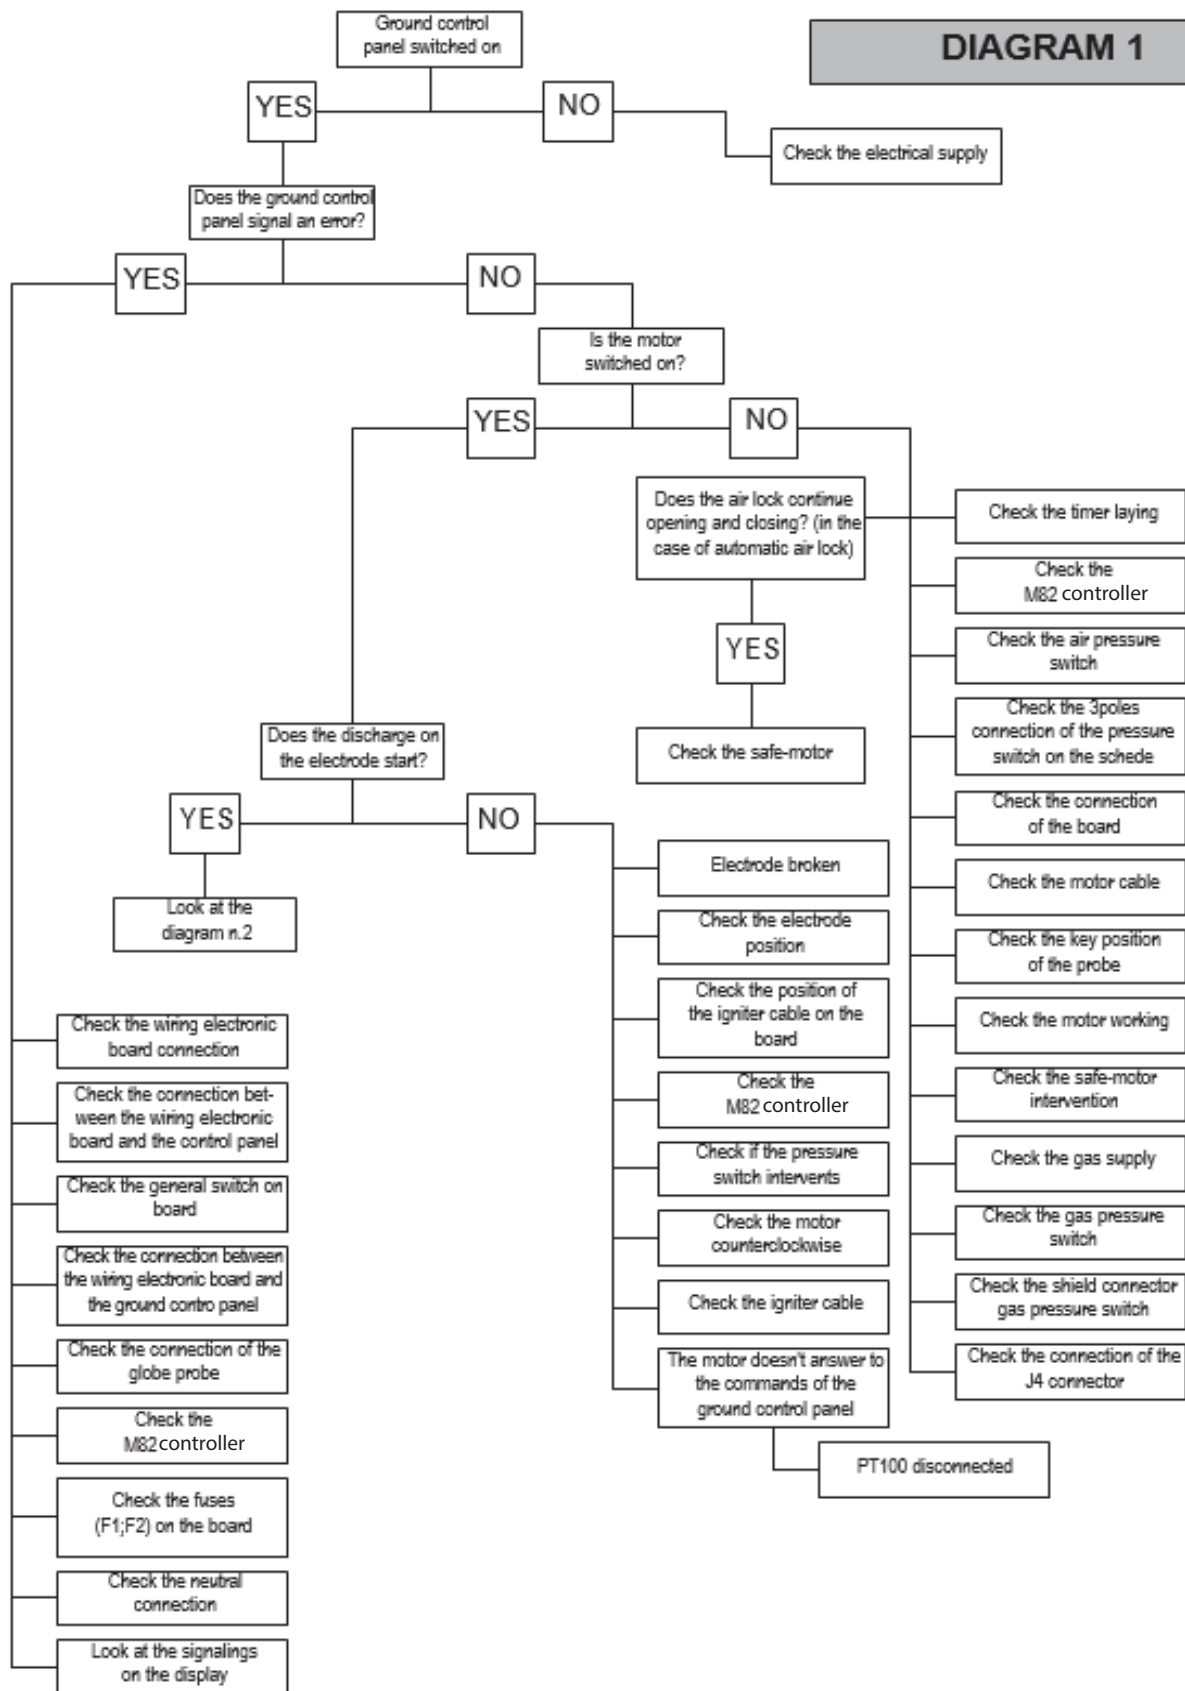 Ground control
panel switched on
DIAGRAM 1
YES
NO
Check the electrical supply
Does the ground control
panel signal an error?
YES
NO
Is the motor
switched on?
YES
NO
Does the air lock continue
opening and closing? (in the
case of automatic air lock)
YES
Check the safe-motor
Check the timer laying
Check the
M82 controller
Check the air pressure
switch
Check the 3poles
connection of the pressure
switch on the schede
Check the connection
of the board
Check the motor cable
Check the key position
of the probe
Check the motor working
Check the safe-motor
intervention
Check the gas supply
Check the gas pressure
switch
Check the shield connector
gas pressure switch
Check the connection of the
J4 connector
Does the discharge on
the electrode start?
YES
NO
Look at the
diagram n.2
Electrode broken
Check the electrode
position
Check the position of
the igniter cable on the
board
Check the
M82 controller
Check if the pressure
switch intervents
Check the motor
counterclockwise
Check the igniter cable
The motor doesn't answer to
the commands of the
ground control panel
PT100 disconnected
Check the wiring electronic
board connection
Check the connection bet-
ween the wiring electronic
board and the control panel
Check the general switch on
board
Check the connection between
the wiring electronic board and
the ground contro panel
Check the connection of the
globe probe
Check the
M82 controller
Check the fuses
(F1;F2) on the board
Check the neutral
connection
Look at the signalings
on the display